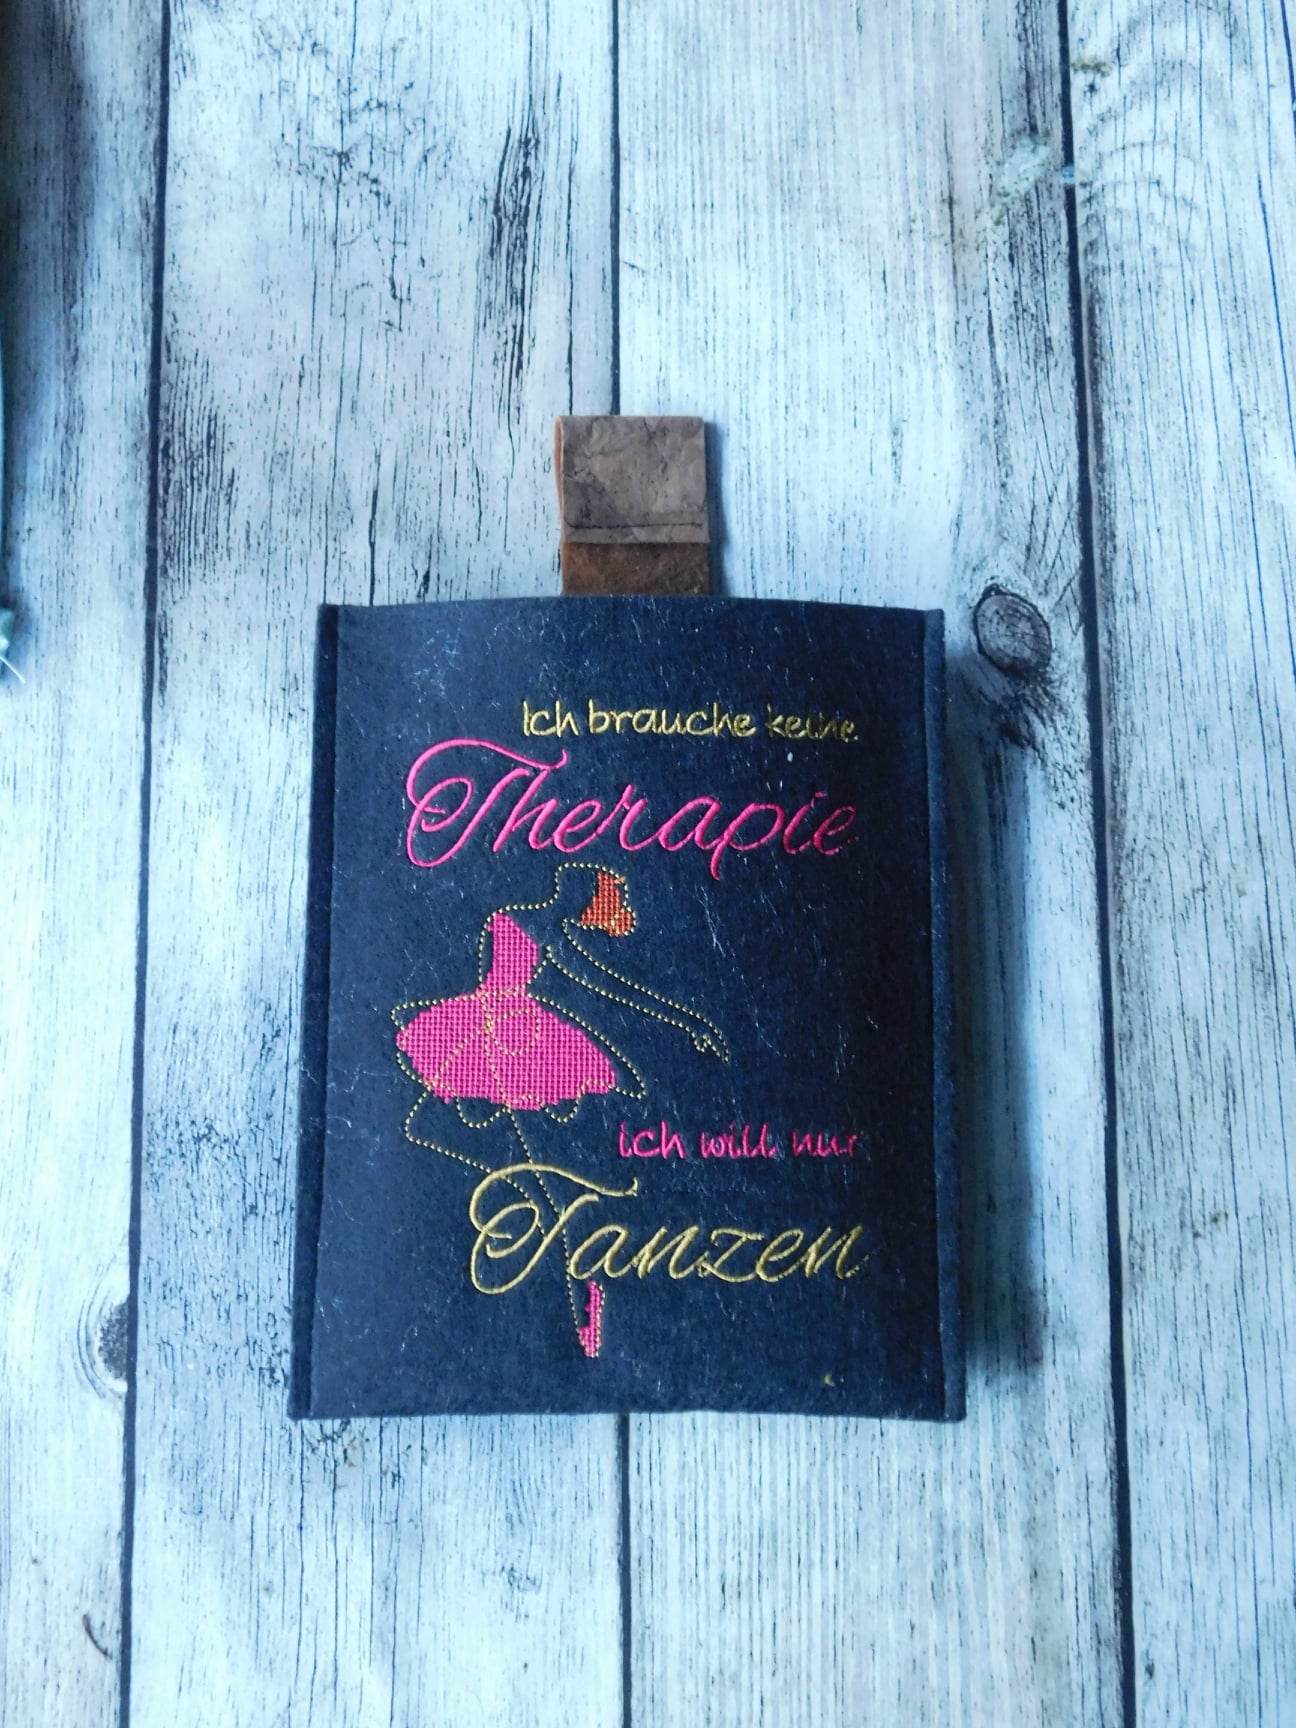 Ich brauche keine
Therapie
ich will nur
Tanzen